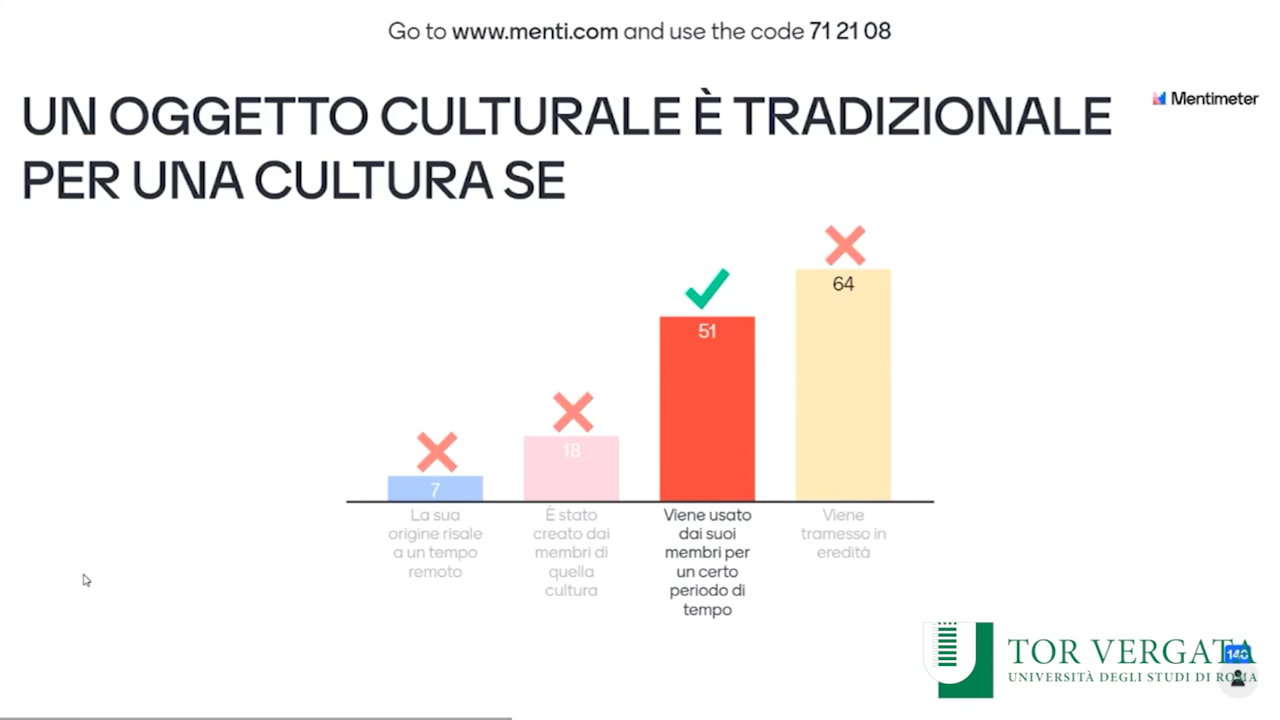 Go to www.menti.com and use the code 71 21 08
UN OGGETTO CULTURALE È TRADIZIONALE
PER UNA CULTURA SE
Mentimeter
7
18
51
64
La sua
origine risale
a un tempo
remoto
È stato
creato dai
membri di
quella
cultura
Viene usato
dai suoi
membri per
un certo
periodo di
tempo
Viene
tramesso in
eredità
TOR VERGATA
UNIVERSITÀ DEGLI STUDI DI ROMA